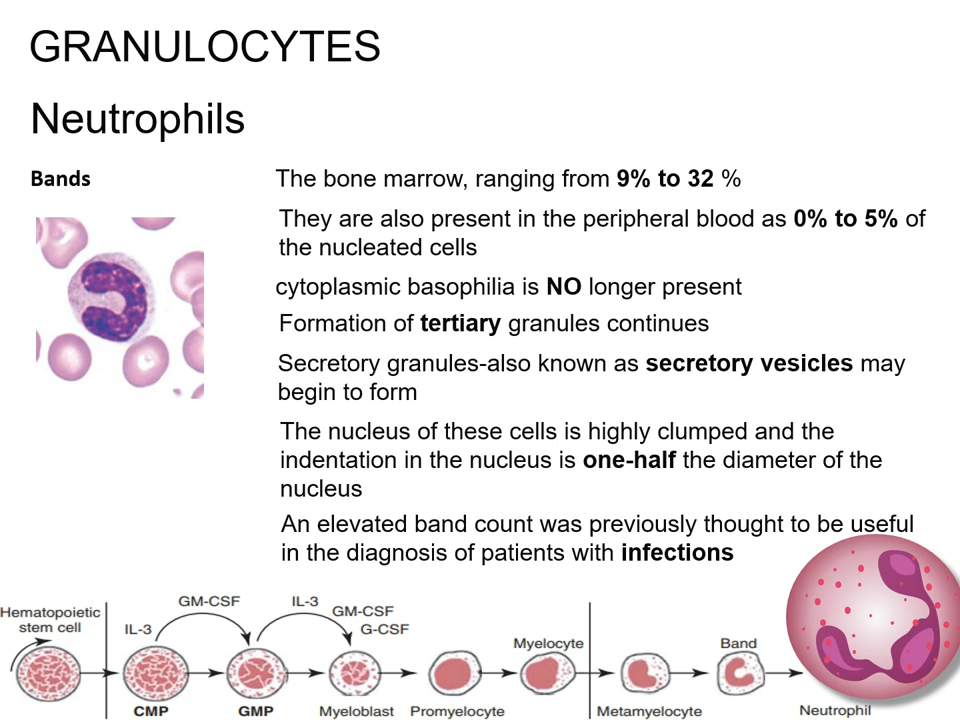 GRANULOCYTES
Neutrophils
Bands
The bone marrow, ranging from 9% to 32 %
They are also present in the peripheral blood as 0% to 5% of
the nucleated cells
cytoplasmic basophilia is NO longer present
Formation of tertiary granules continues
Secretory granules-also known as secretory vesicles may
begin to form
The nucleus of these cells is highly clumped and the
indentation in the nucleus is one-half the diameter of the
nucleus
An elevated band count was previously thought to be useful
in the diagnosis of patients with infections
Hematopoietic
stem cell
IL-3
GM-CSF
IL-3
GM-CSF
G-CSF
Myelocyte
Band
CMP
GMP
Myeloblast
Promyelocyte
Metamyelocyte
Neutrophil